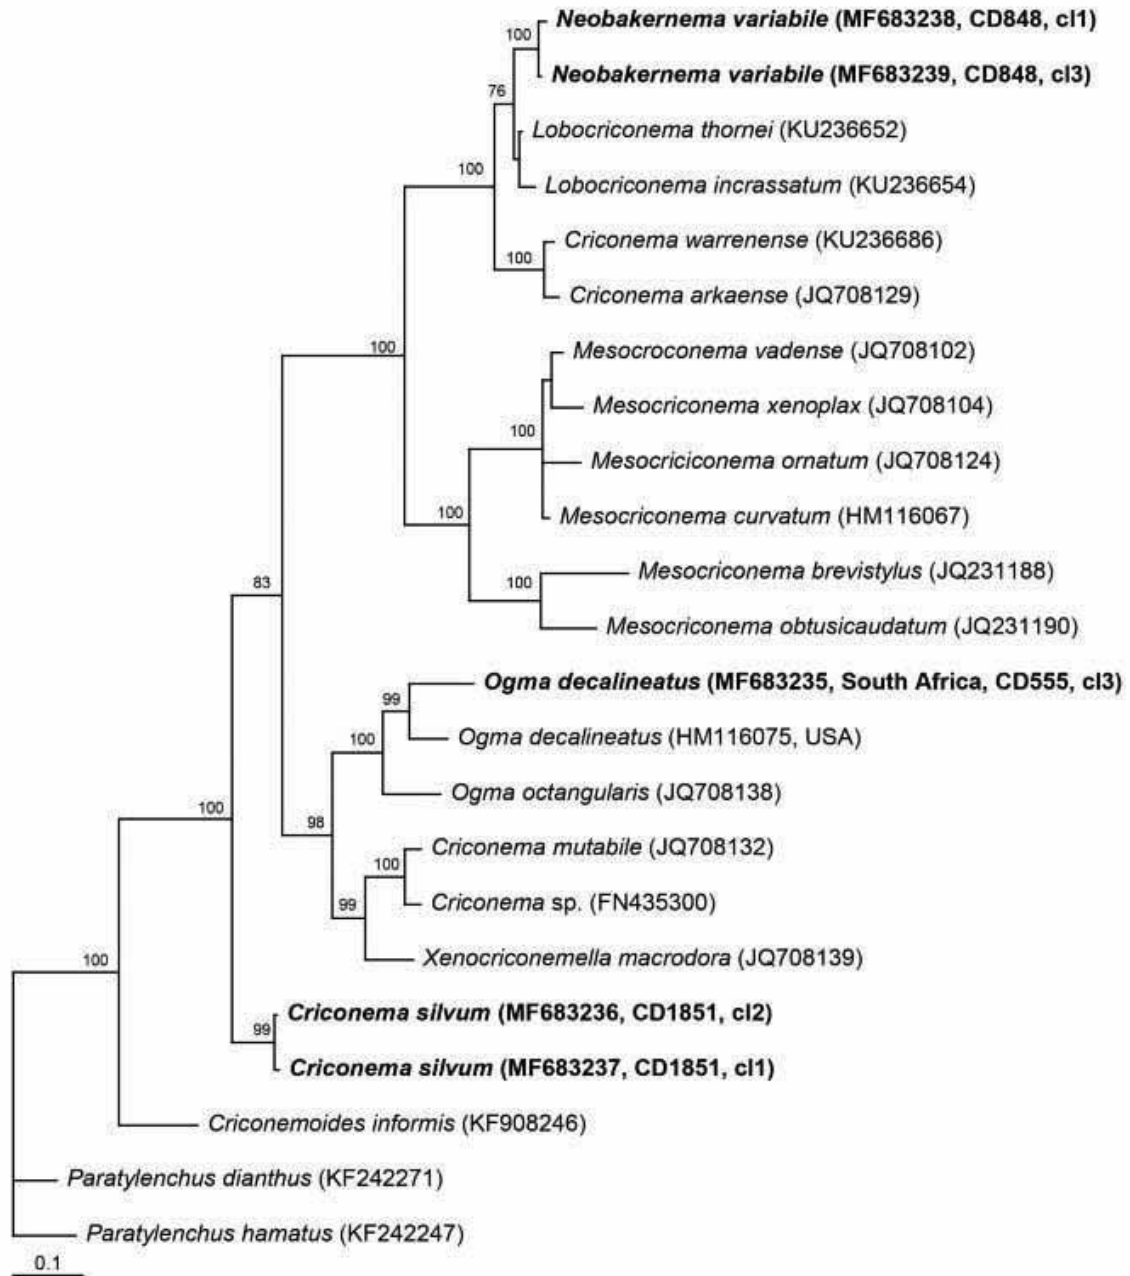 Neobakernema variabile (MF683238, CD848, cl1)
100
Neobakernema variabile (MF683239, CD848, cl3)
76
Lobocriconema thornei (KU236652)
100
Lobocriconema incrassatum (KU236654)
Criconema warrenense (KU236686)
100
Criconema arkaense (JQ708129)
100
Mesocroconema vadense (JQ708102)
Mesocriconema xenoplax (JQ708104)
100
Mesocriciconema ornatum (JQ708124)
100
Mesocriconema curvatum (HM116067)
Mesocriconema brevistylus (JQ231188)
100
83
Mesocriconema obtusicaudatum (JQ231190)
Ogma decalineatus (MF683235, South Africa, CD555, cl3)
99
100
Ogma decalineatus (HM116075, USA)
Ogma octangularis (JQ708138)
100
98
Criconema mutabile (JQ708132)
100
Criconema sp. (FN435300)
99
Xenocriconemella macrodora (JQ708139)
100
Criconema silvum (MF683236, CD1851, cl2)
99
Criconema silvum (MF683237, CD1851, cl1)
Criconemoides informis (KF908246)
Paratylenchus dianthus (KF242271)
Paratylenchus hamatus (KF242247)
0.1